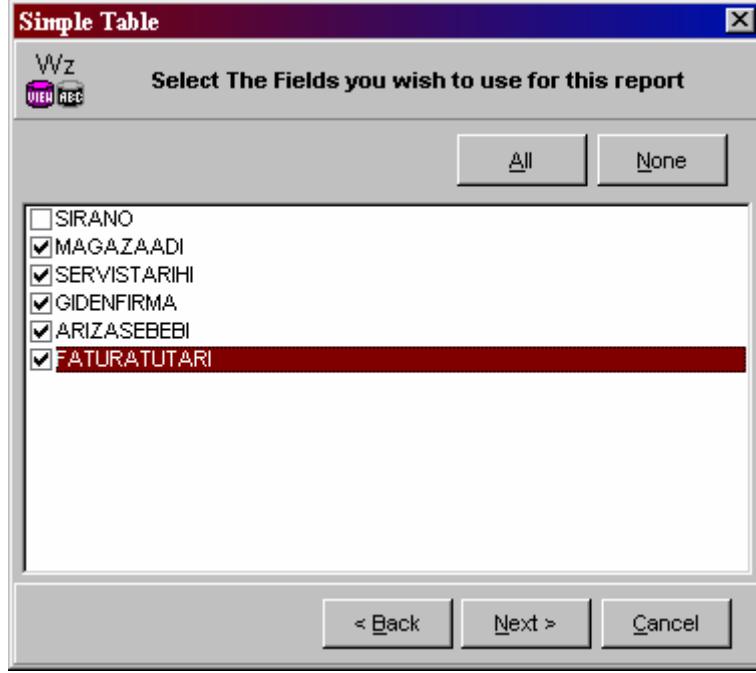 Simple Table
Wz
VIEW ABC
Select The Fields you wish to use for this report
All None
SIRANO
MAGAZAADI
SERVISTARIHI
GIDENFIRMA
ARIZASEBEBI
FATURATUTARI
< Back Next > Cancel